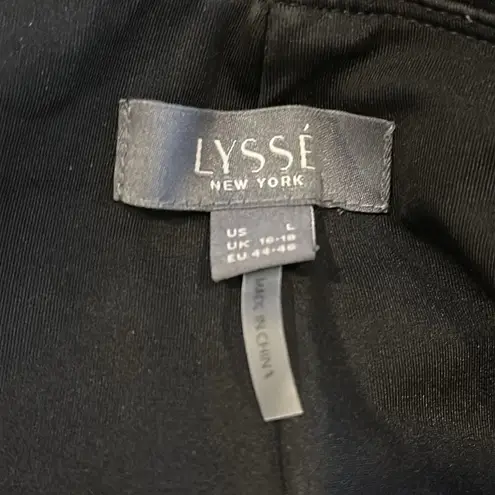 LYSSÉ
NEW YORK
US L
UK 16-18
EU 44-46
MADE IN CHINA